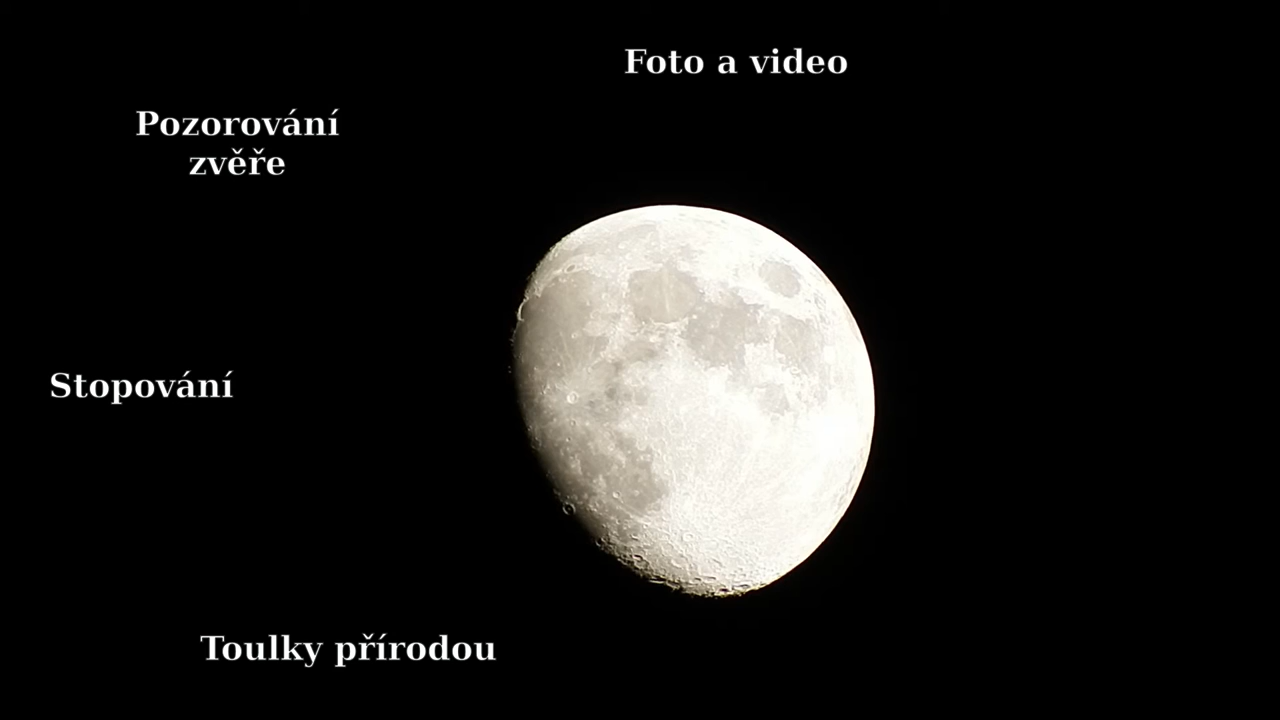 Foto a video
Pozorování
zvěře
Stopování
Toulky přírodou